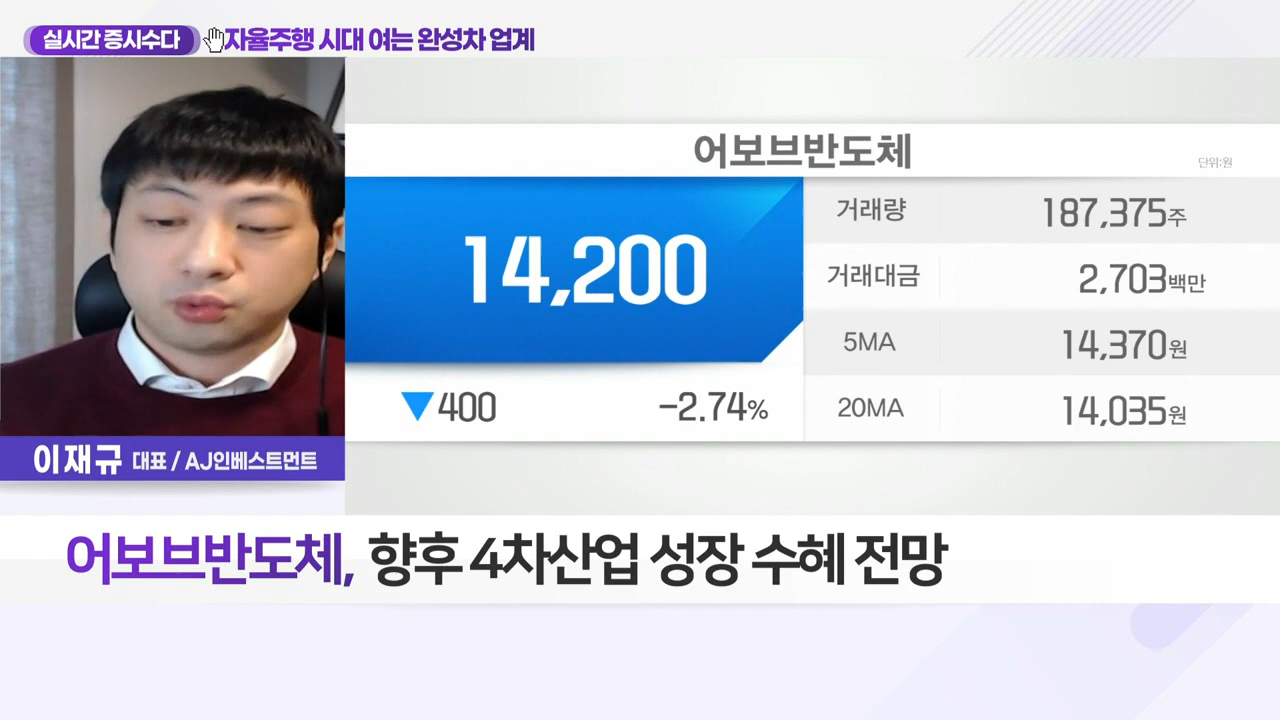 실시간 증시수다
자율주행 시대 여는 완성차 업계
어보브반도체
단위:원
14,200
▼400 -2.74%
거래량 187,375주
거래대금 2,703백만
5MA 14,370원
20MA 14,035원
이재규 대표 / AJ인베스트먼트
어보브반도체, 향후 4차산업 성장 수혜 전망